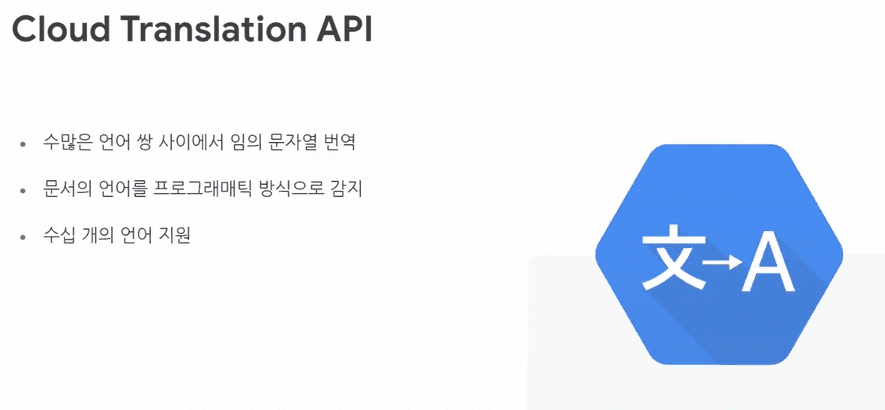 Cloud Translation API
• 수많은 언어 쌍 사이에서 임의 문자열 번역
• 문서의 언어를 프로그래매틱 방식으로 감지
• 수십 개의 언어 지원
文→A